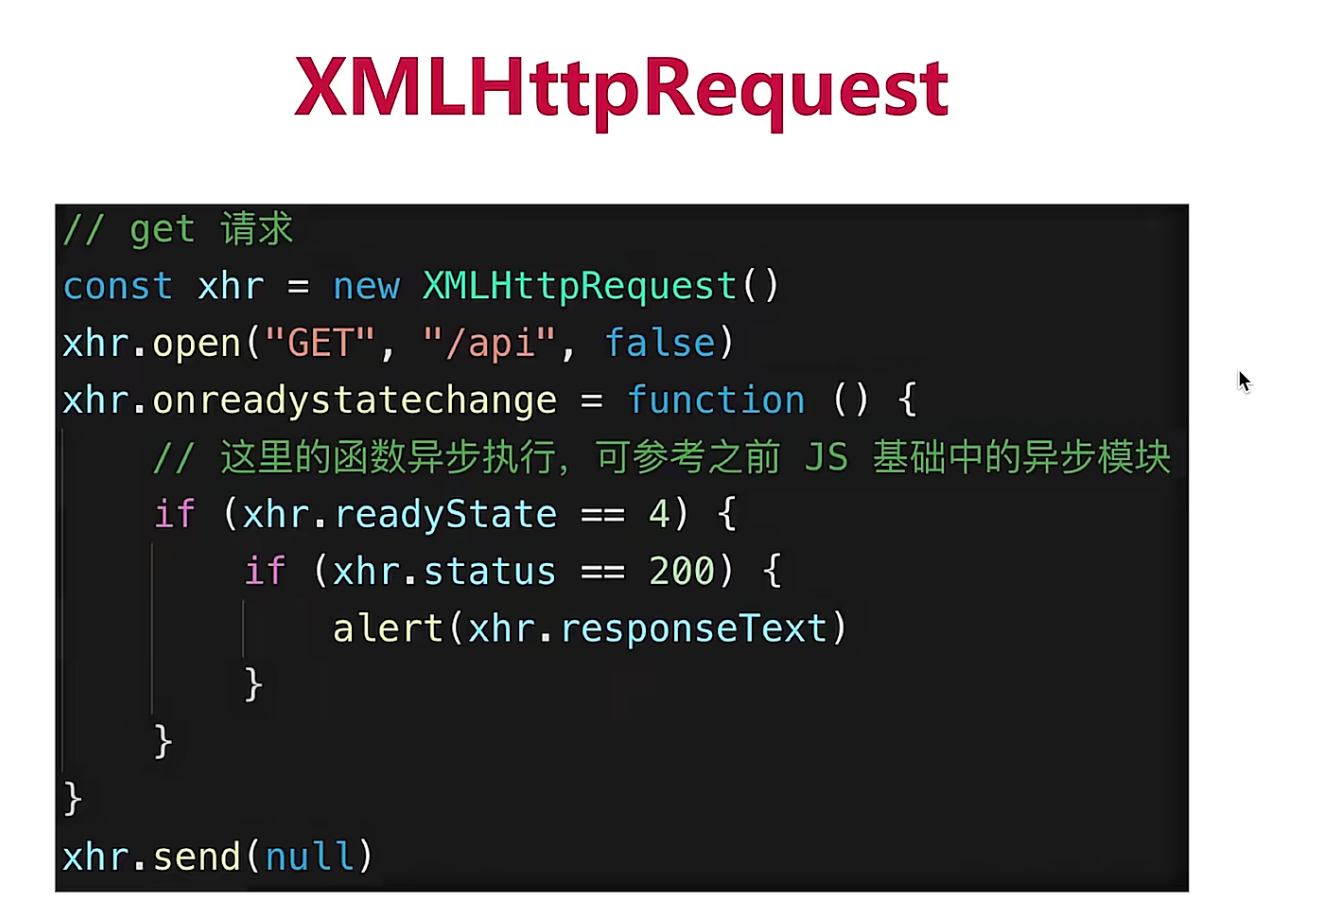 XMLHttpRequest
// get 请求
const xhr = new XMLHttpRequest()
xhr.open("GET", "/api", false)
xhr.onreadystatechange = function () {
    // 这里的函数异步执行，可参考之前 JS 基础中的异步模块
    if (xhr.readyState == 4) {
        if (xhr.status == 200) {
            alert(xhr.responseText)
        }
    }
}
xhr.send(null)